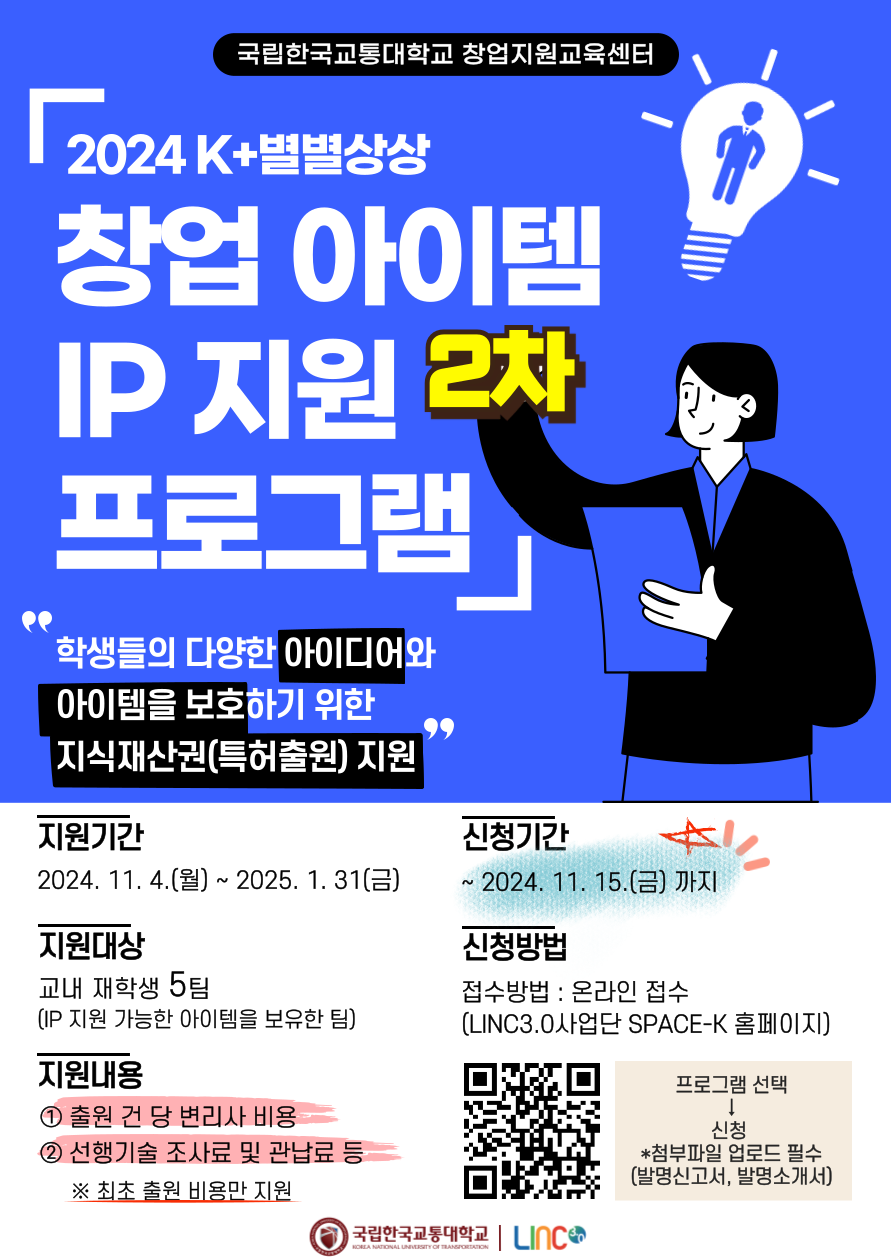 국립한국교통대학교 창업지원교육센터
2024 K+별별상상
창업 아이템
IP 지원 2차
프로그램
❝
학생들의 다양한 아이디어와
아이템을 보호하기 위한
지식재산권(특허출원) 지원
❞
지원기간
2024. 11. 4.(월) ~ 2025. 1. 31(금)
신청기간
~ 2024. 11. 15.(금) 까지
지원대상
교내 재학생 5팀
(IP 지원 가능한 아이템을 보유한 팀)
신청방법
접수방법 : 온라인 접수
(LINC3.0사업단 SPACE-K 홈페이지)
지원내용
① 출원 건 당 변리사 비용
② 선행기술 조사료 및 관납료 등
※ 최초 출원 비용만 지원
프로그램 선택
↓
신청
*첨부파일 업로드 필수
(발명신고서, 발명소개서)
국립한국교통대학교
KOREA NATIONAL UNIVERSITY OF TRANSPORTATION
LINC 3.0